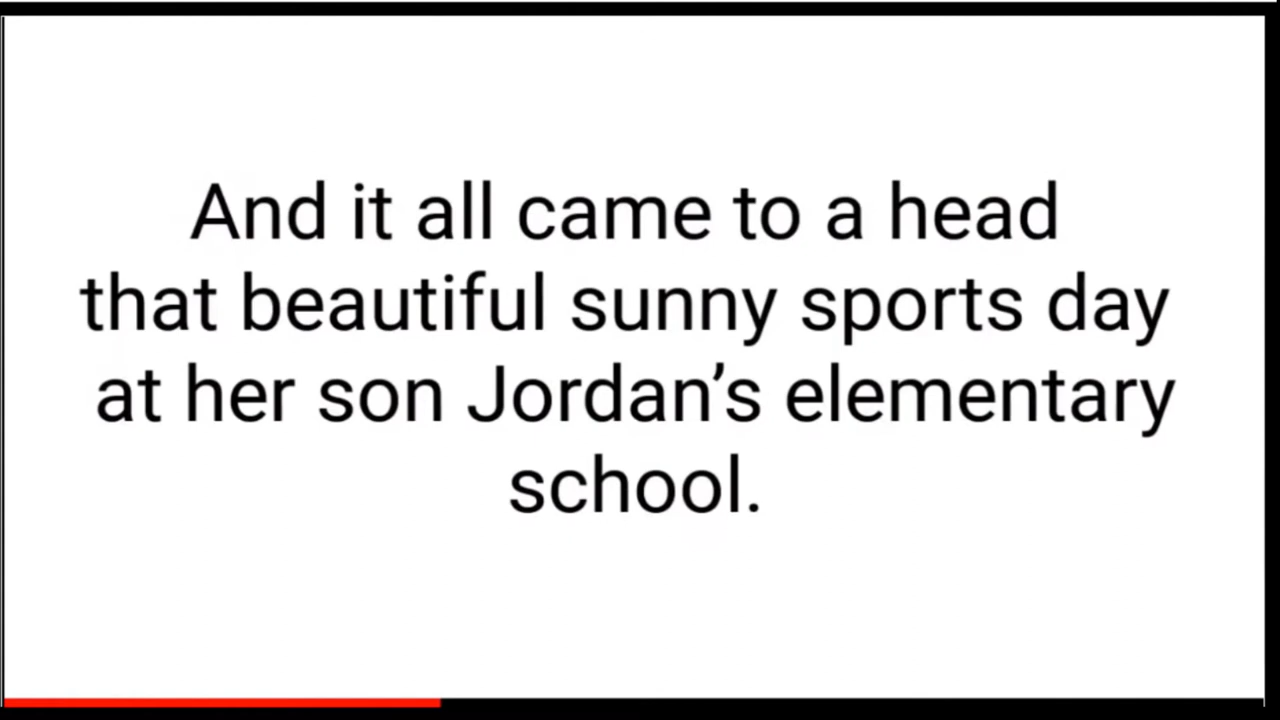 And it all came to a head
that beautiful sunny sports day
at her son Jordan’s elementary
school.